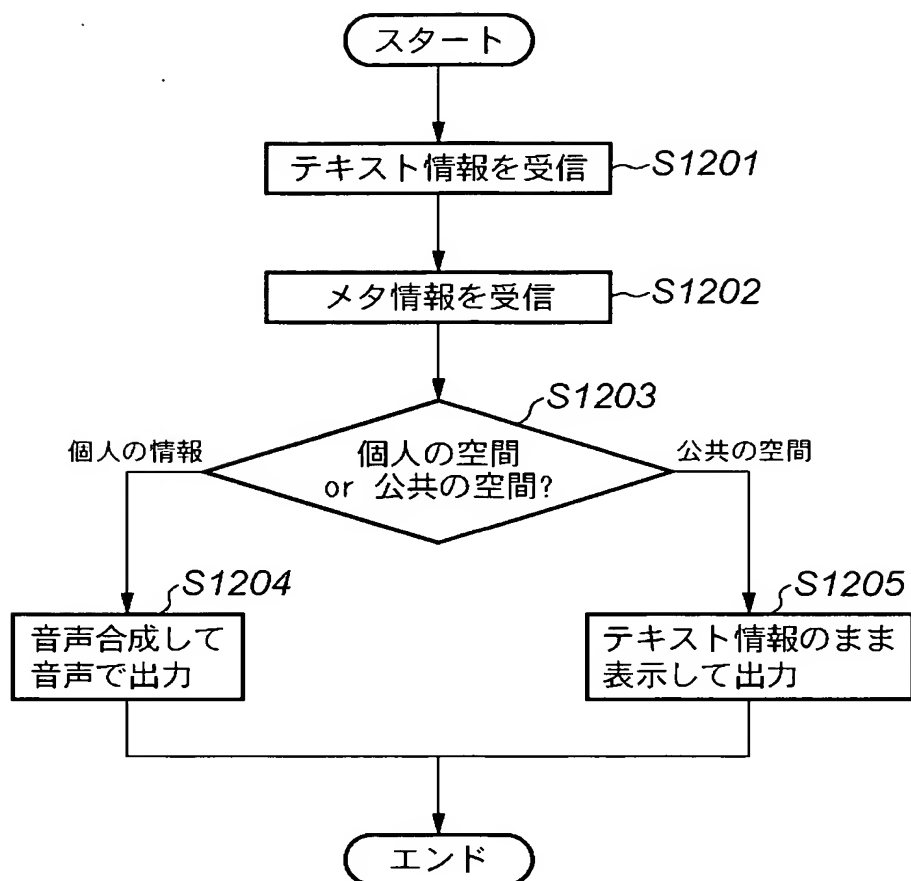 スタート
テキスト情報を受信
S1201
メタ情報を受信
S1202
S1203
個人の情報
個人の空間
or 公共の空間?
公共の空間
S1204
音声合成して
音声で出力
S1205
テキスト情報のまま
表示して出力
エンド